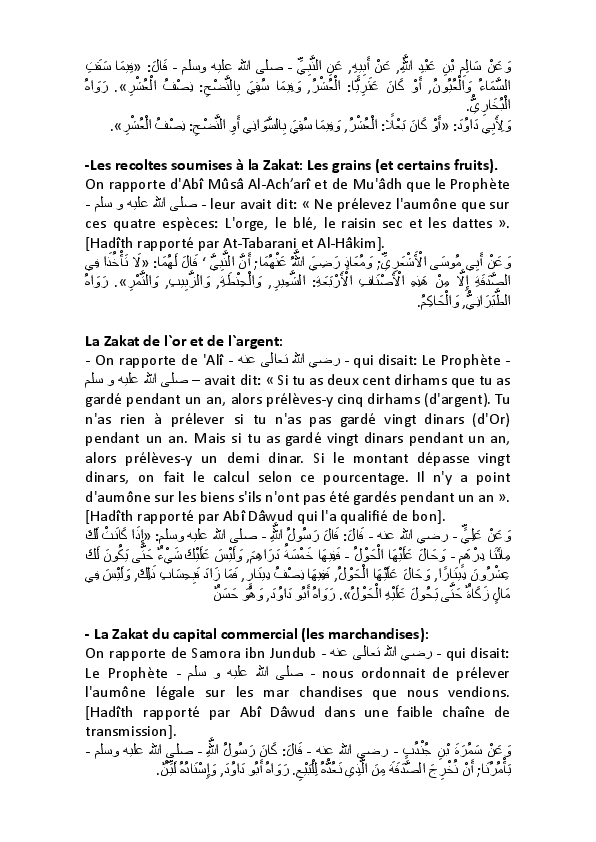 وَعَنْ سَالِمِ بْنِ عَبْدِ اللَّهِ, عَنْ أَبِيهِ, عَنِ النَّبِيِّ - صلى الله عليه وسلم - قَالَ: «فِيمَا سَقَتِ
السَّمَاءُ وَالْعُيُونُ, أَوْ كَانَ عَثَرِيًّا: الْعُشْرُ, وَفِيمَا سُقِيَ بِالنَّضْحِ: نِصْفُ الْعُشْرِ». رَوَاهُ
الْبُخَارِيُّ.
وَلِأَبِي دَاوُدَ: «أَوْ كَانَ بَعْلًا: الْعُشْرُ, وَفِيمَا سُقِيَ بِالسَّوَانِي أَوِ النَّضْحِ: نِصْفُ الْعُشْرِ».
-Les recoltes soumises à la Zakat: Les grains (et certains fruits).
On rapporte d'Abî Mûsâ Al-Ach'arî et de Mu'âdh que le Prophète
- صلى الله عليه و سلم - leur avait dit: « Ne prélevez l'aumône que sur
ces quatre espèces: L'orge, le blé, le raisin sec et les dattes ».
[Hadîth rapporté par At-Tabarani et Al-Hâkim].
وَعَنْ أَبِي مُوسَى الْأَشْعَرِيِّ; وَمُعَاذٍ رَضِيَ اللَّهُ عَنْهُمَا; أَنَّ النَّبِيَّ ‘ قَالَ لَهُمَا: «لَا تَأْخُذَا فِي
الصَّدَقَةِ إِلَّا مِنْ هَذِهِ الْأَصْنَافِ الْأَرْبَعَةِ: الشَّعِيرِ, وَالْحِنْطَةِ, وَالزَّبِيبِ, وَالتَّمْرِ». رَوَاهُ
الطَّبَرَانِيُّ, وَالْحَاكِمُ.
La Zakat de l`or et de l`argent:
- On rapporte de 'Alî - رضي الله تعالى عنه - qui disait: Le Prophète -
صلى الله عليه و سلم – avait dit: « Si tu as deux cent dirhams que tu as
gardé pendant un an, alors prélèves-y cinq dirhams (d'argent). Tu
n'as rien à prélever si tu n'as pas gardé vingt dinars (d'Or)
pendant un an. Mais si tu as gardé vingt dinars pendant un an,
alors prélèves-y un demi dinar. Si le montant dépasse vingt
dinars, on fait le calcul selon ce pourcentage. Il n'y a point
d'aumône sur les biens s'ils n'ont pas été gardés pendant un an ».
[Hadîth rapporté par Abî Dâwud qui l'a qualifié de bon].
وَعَنْ عَلِيٍّ - رضي الله عنه - قَالَ: قَالَ رَسُولُ اللَّهِ - صلى الله عليه وسلم: «إِذَا كَانَتْ لَكَ
مِائَتَا دِرْهَمٍ - وَحَالَ عَلَيْهَا الْحَوْلُ - فَفِيهَا خَمْسَةُ دَرَاهِمَ, وَلَيْسَ عَلَيْكَ شَيْءٌ حَتَّى يَكُونَ لَكَ
عِشْرُونَ دِينَارًا, وَحَالَ عَلَيْهَا الْحَوْلُ, فَفِيهَا نِصْفُ دِينَارٍ, فَمَا زَادَ فَبِحِسَابِ ذَلِكَ, وَلَيْسَ فِي
مَالٍ زَكَاةٌ حَتَّى يَحُولَ عَلَيْهِ الْحَوْلُ». رَوَاهُ أَبُو دَاوُدَ, وَهُوَ حَسَنٌ
- La Zakat du capital commercial (les marchandises):
On rapporte de Samora ibn Jundub - رضي الله تعالى عنه - qui disait:
Le Prophète - صلى الله عليه و سلم - nous ordonnait de prélever
l'aumône légale sur les mar chandises que nous vendions.
[Hadîth rapporté par Abî Dâwud dans une faible chaîne de
transmission].
وَعَنْ سَمُرَةَ بْنِ جُنْدُبٍ - رضي الله عنه - قَالَ: كَانَ رَسُولُ اللَّهِ - صلى الله عليه وسلم -
يَأْمُرُنَا; أَنْ نُخْرِجَ الصَّدَقَةَ مِنَ الَّذِي نَعُدُّهُ لِلْبَيْعِ. رَوَاهُ أَبُو دَاوُدَ, وَإِسْنَادُهُ لَيِّنٌ.